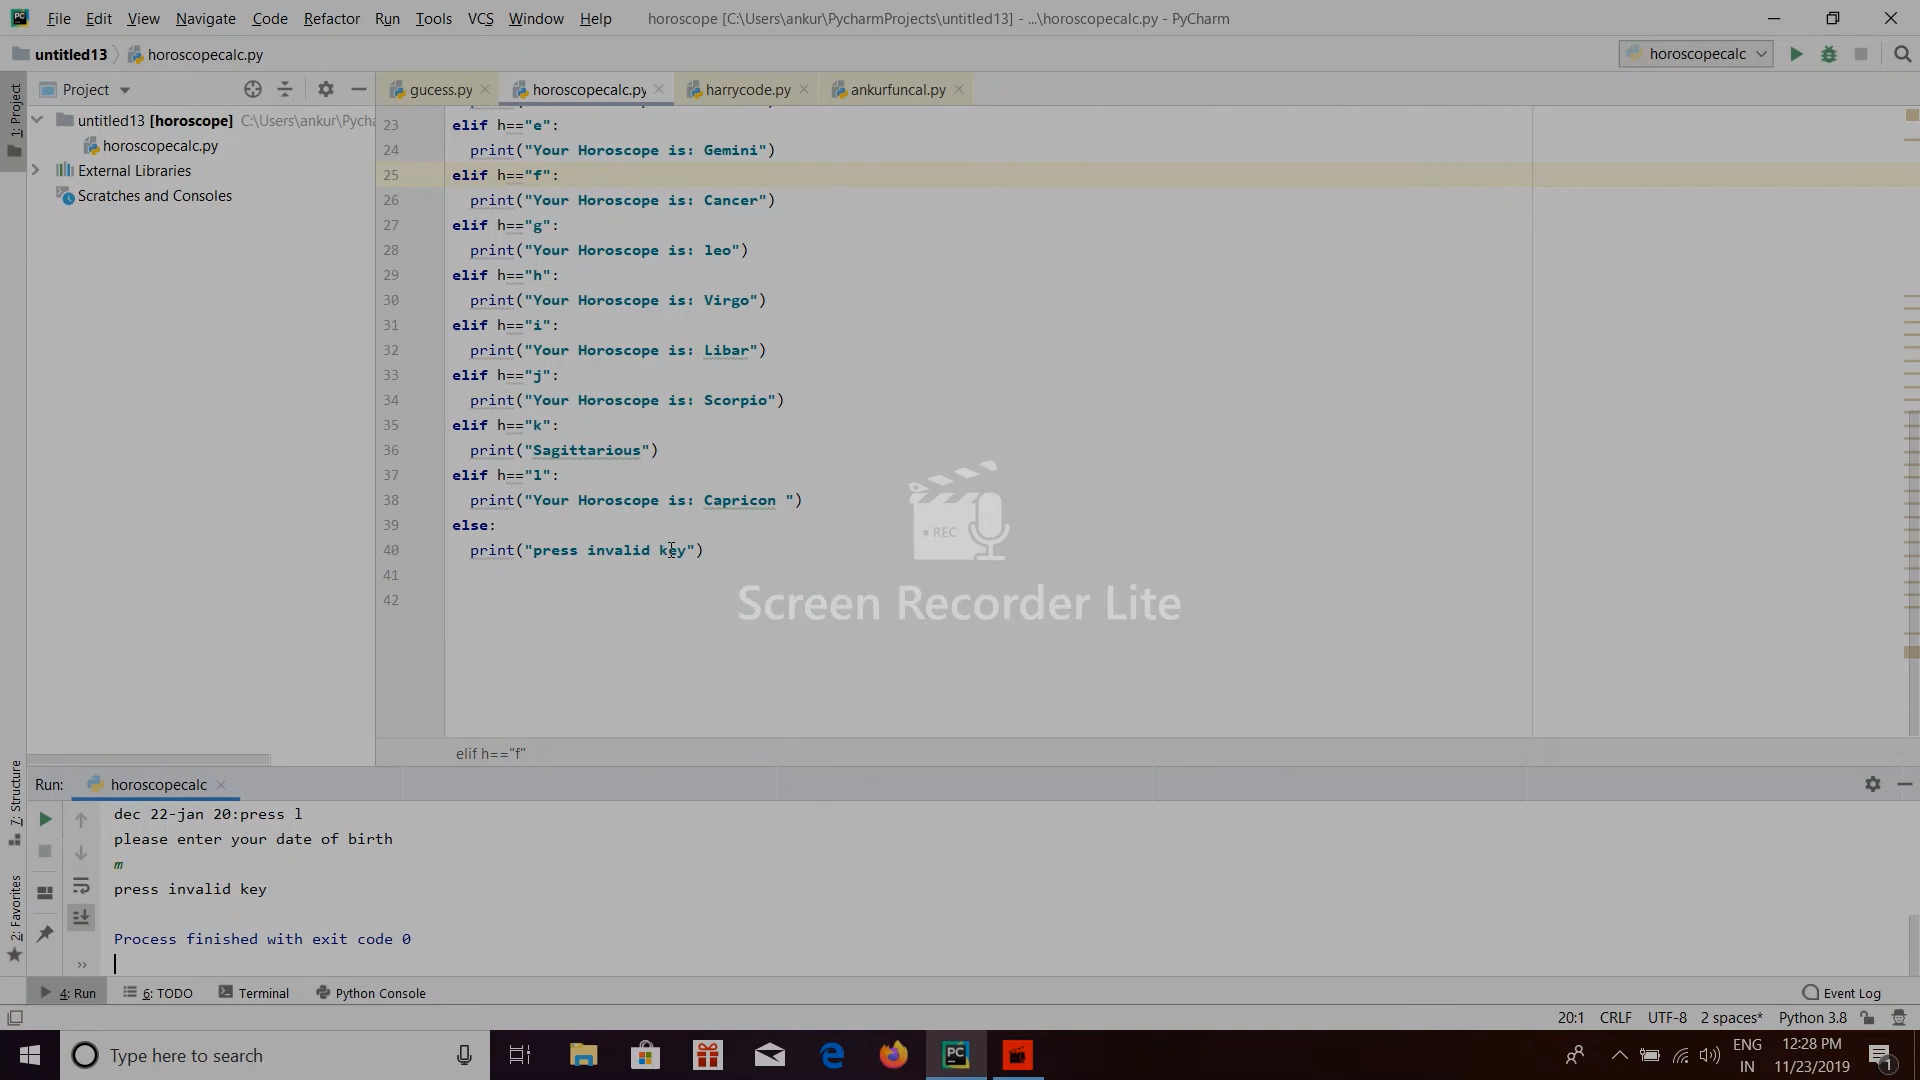 File Edit View Navigate Code Refactor Run Tools VCS Window Help horoscope [C:\Users\ankur\PycharmProjects\untitled13] - ...\horoscopecalc.py - PyCharm
untitled13 horoscopecalc.py horoscopecalc
1: Project
Project gucess.py horoscopecalc.py harrycode.py ankurfuncal.py
untitled13 [horoscope] C:\Users\ankur\Pycha
horoscopecalc.py
External Libraries
Scratches and Consoles
23 elif h=="e":
24 print("Your Horoscope is: Gemini")
25 elif h=="f":
26 print("Your Horoscope is: Cancer")
27 elif h=="g":
28 print("Your Horoscope is: leo")
29 elif h=="h":
30 print("Your Horoscope is: Virgo")
31 elif h=="i":
32 print("Your Horoscope is: Libar")
33 elif h=="j":
34 print("Your Horoscope is: Scorpio")
35 elif h=="k":
36 print("Sagittarious")
37 elif h=="l":
38 print("Your Horoscope is: Capricon ")
39 else:
40 print("press invalid key")
41
42
REC
Screen Recorder Lite
elif h=="f"
7: Structure
2: Favorites
Run: horoscopecalc
dec 22-jan 20:press l
please enter your date of birth
m
press invalid key
Process finished with exit code 0
4: Run 6: TODO Terminal Python Console Event Log
20:1 CRLF UTF-8 2 spaces* Python 3.8
Type here to search PC ENG 12:28 PM
IN 11/23/2019 1